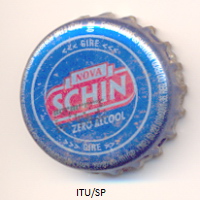 <<< GIRE >>>
NOVA
SCHIN
ZERO ÁLCOOL
<<< GIRE >>>
ITU/SP